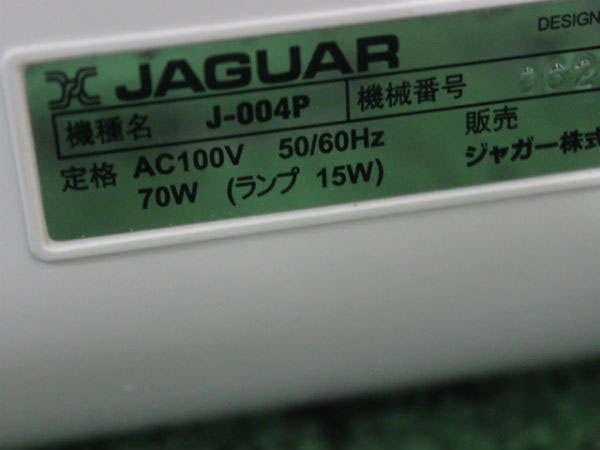 JAGUAR DESIGN
機種名 J-004P 機械番号
定格 AC100V 50/60Hz 販売
70W (ランプ 15W) ジャガー株式